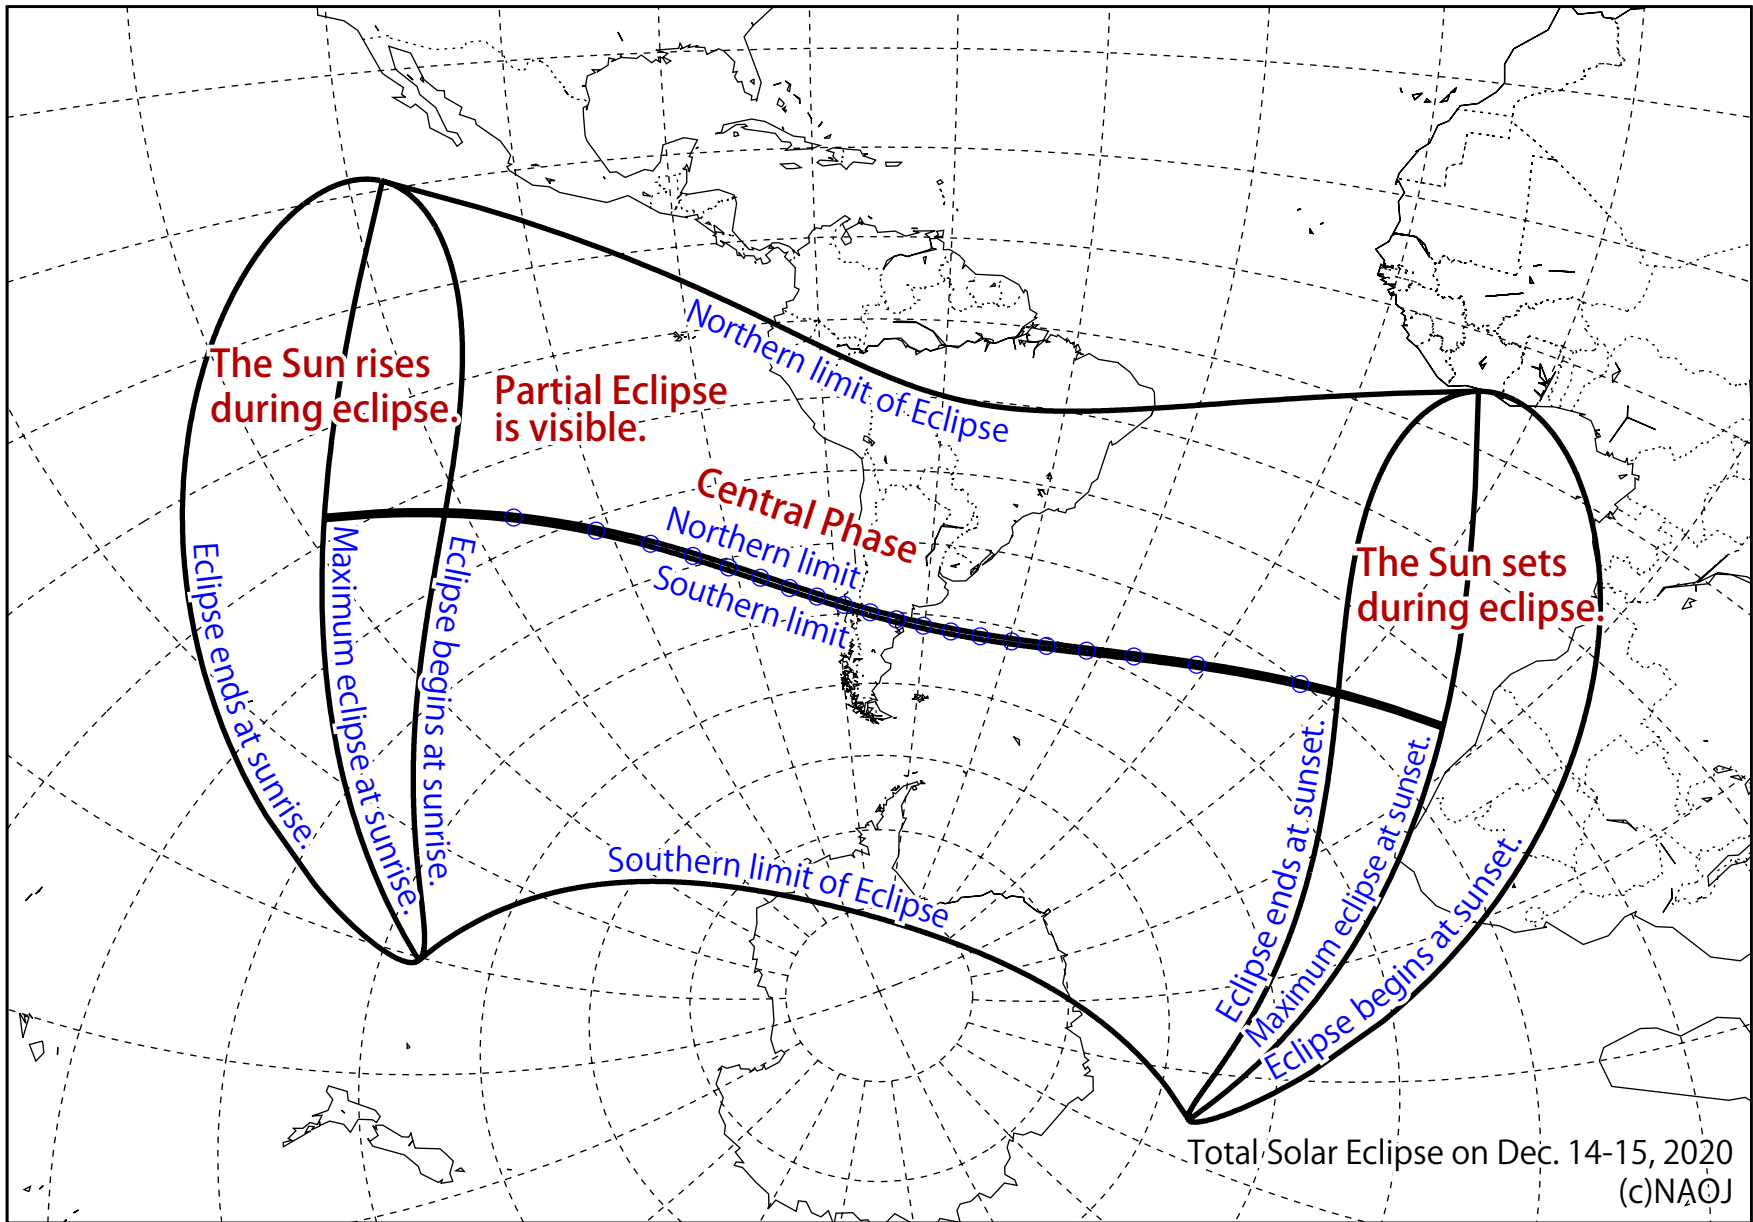 The Sun rises
during eclipse.
Partial Eclipse
is visible.
Northern limit of Eclipse
Central Phase
Northern limit
Southern limit
The Sun sets
during eclipse.
Eclipse ends at sunrise.
Maximum eclipse at sunrise.
Eclipse begins at sunrise.
Southern limit of Eclipse
Eclipse ends at sunset.
Maximum eclipse at sunset.
Eclipse begins at sunset.
Total Solar Eclipse on Dec. 14-15, 2020
(c)NAOJ